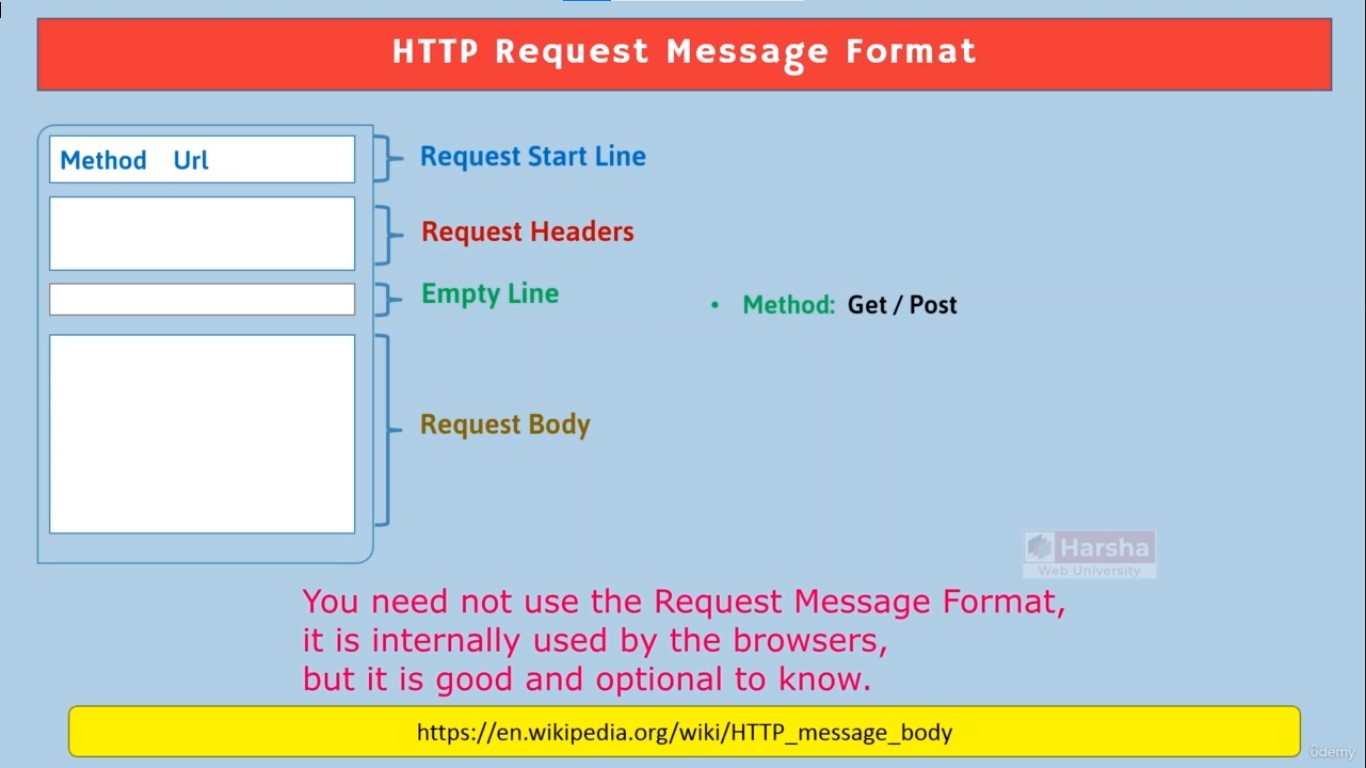 HTTP Request Message Format
Method Url
Request Start Line
Request Headers
Empty Line
• Method: Get / Post
Request Body
Harsha
Web University
You need not use the Request Message Format,
it is internally used by the browsers,
but it is good and optional to know.
https://en.wikipedia.org/wiki/HTTP_message_body
ûdemy